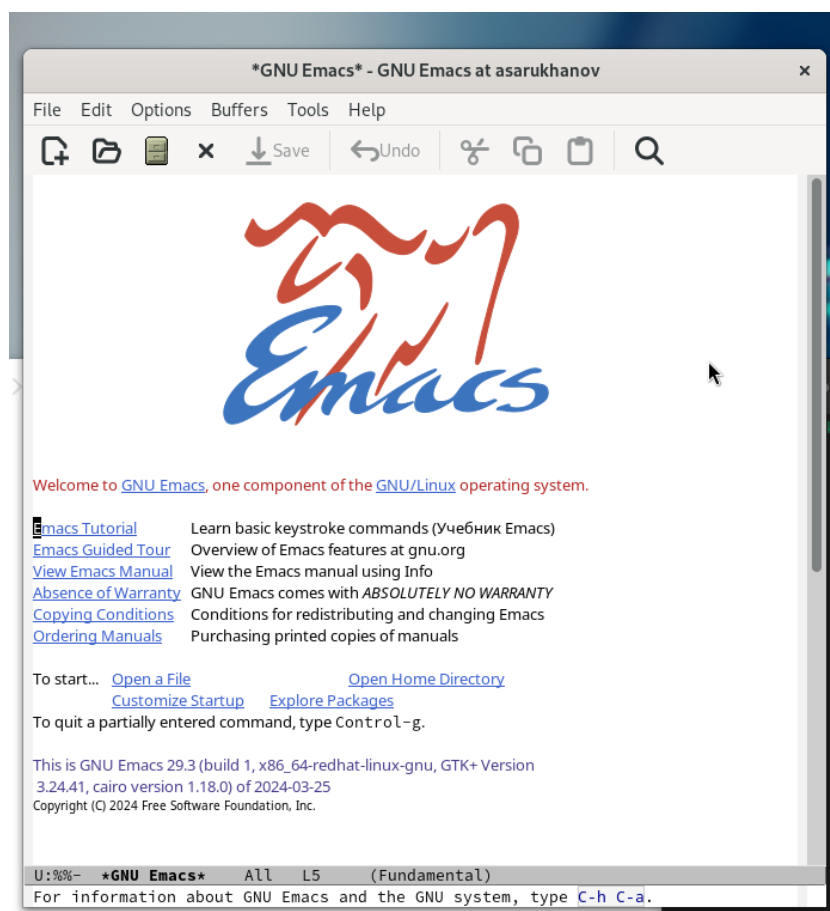 *GNU Emacs* - GNU Emacs at asarukhanov
File Edit Options Buffers Tools Help
Save Undo
Emacs
Welcome to GNU Emacs, one component of the GNU/Linux operating system.
Emacs Tutorial Learn basic keystroke commands (Учебник Emacs)
Emacs Guided Tour Overview of Emacs features at gnu.org
View Emacs Manual View the Emacs manual using Info
Absence of Warranty GNU Emacs comes with ABSOLUTELY NO WARRANTY
Copying Conditions Conditions for redistributing and changing Emacs
Ordering Manuals Purchasing printed copies of manuals
To start... Open a File Open Home Directory
Customize Startup Explore Packages
To quit a partially entered command, type Control-g.
This is GNU Emacs 29.3 (build 1, x86_64-redhat-linux-gnu, GTK+ Version
3.24.41, cairo version 1.18.0) of 2024-03-25
Copyright (C) 2024 Free Software Foundation, Inc.
U:%%- *GNU Emacs* All L5 (Fundamental)
For information about GNU Emacs and the GNU system, type C-h C-a.